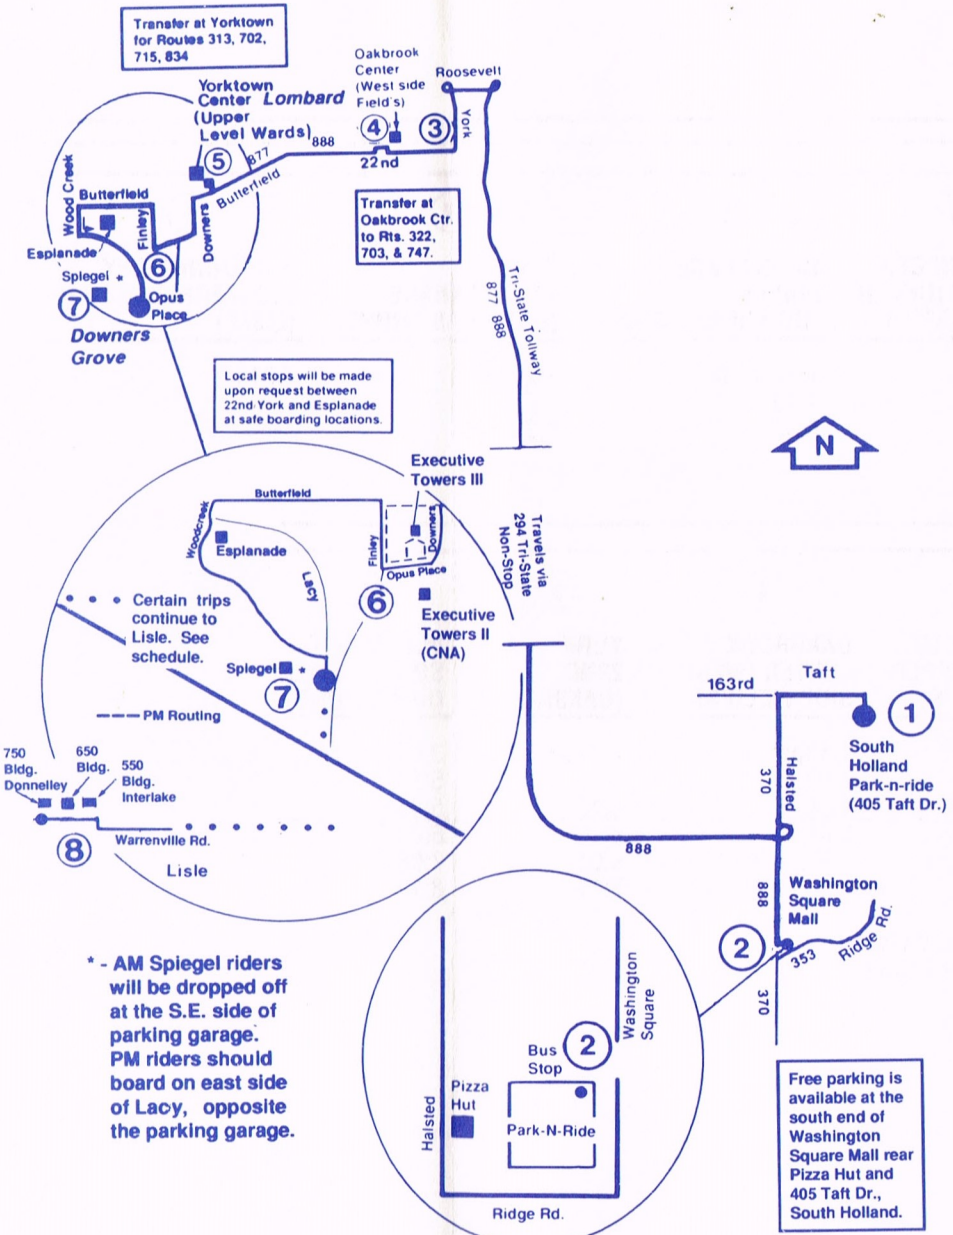 Transfer at Yorktown
for Routes 313, 702,
715, 834
Oakbrook
Center
(West side
Field's)
Roosevelt
Yorktown
Center
(Upper
Level Wards)
Lombard
4
3
York
5
877
888
22nd
Butterfield
Wood Creek
Butterfield
Finley
Downers
Transfer at
Oakbrook Ctr.
to Rts. 322,
703, & 747.
Esplanade
6
Spiegel *
7
Opus
Place
Downers
Grove
Tri-State Tollway
877 888
Local stops will be made
upon request between
22nd York and Esplanade
at safe boarding locations.
N
Executive
Towers III
Butterfield
Woodcreek
Esplanade
Lacy
Finley
Downers
Opus Place
6
Executive
Towers II
(CNA)
Travels via
294 Tri-State
Non-Stop
Certain trips
continue to
Lisle. See
schedule.
Spiegel *
7
PM Routing
750
Bldg.
Donnelley
650
Bldg.
550
Bldg.
Interlake
8
Warrenville Rd.
Lisle
163rd
Taft
1
South
Holland
Park-n-ride
(405 Taft Dr.)
370
Halsted
888
888
Washington
Square
Mall
2
353
Ridge Rd.
370
* - AM Spiegel riders
will be dropped off
at the S.E. side of
parking garage.
PM riders should
board on east side
of Lacy, opposite
the parking garage.
Washington
Square
2
Bus
Stop
Pizza
Hut
Halsted
Park-N-Ride
Ridge Rd.
Free parking is
available at the
south end of
Washington
Square Mall rear
Pizza Hut and
405 Taft Dr.,
South Holland.